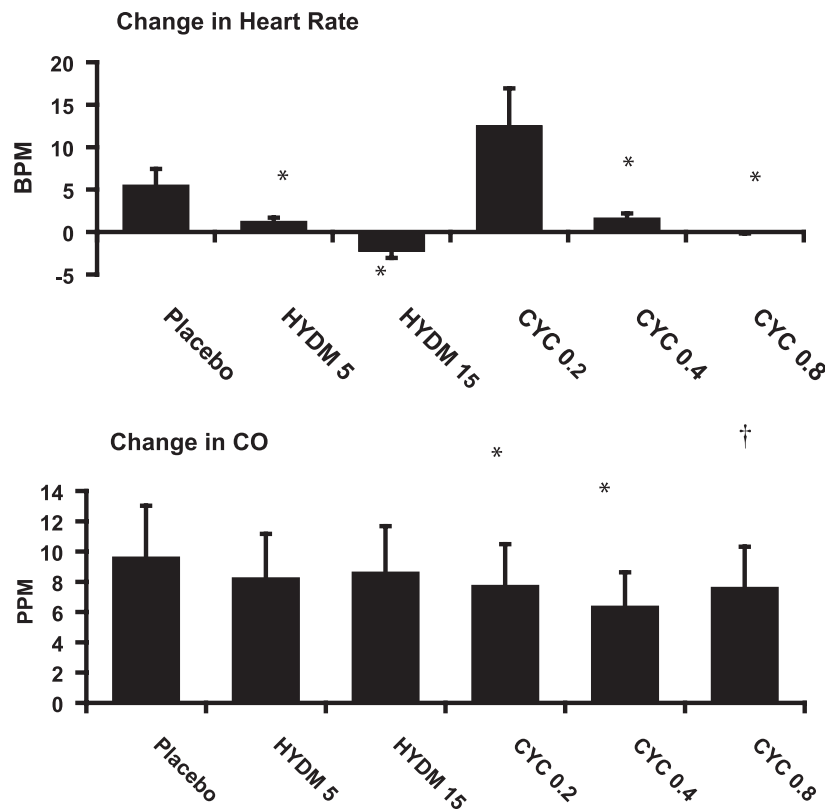 Change in Heart Rate
20
15
10
5
0
-5
BPM
*
*
*
*
Placebo
HYDM 5
HYDM 15
CYC 0.2
CYC 0.4
CYC 0.8
Change in CO
*
*
†
14
12
10
8
6
4
2
0
PPM
Placebo
HYDM 5
HYDM 15
CYC 0.2
CYC 0.4
CYC 0.8